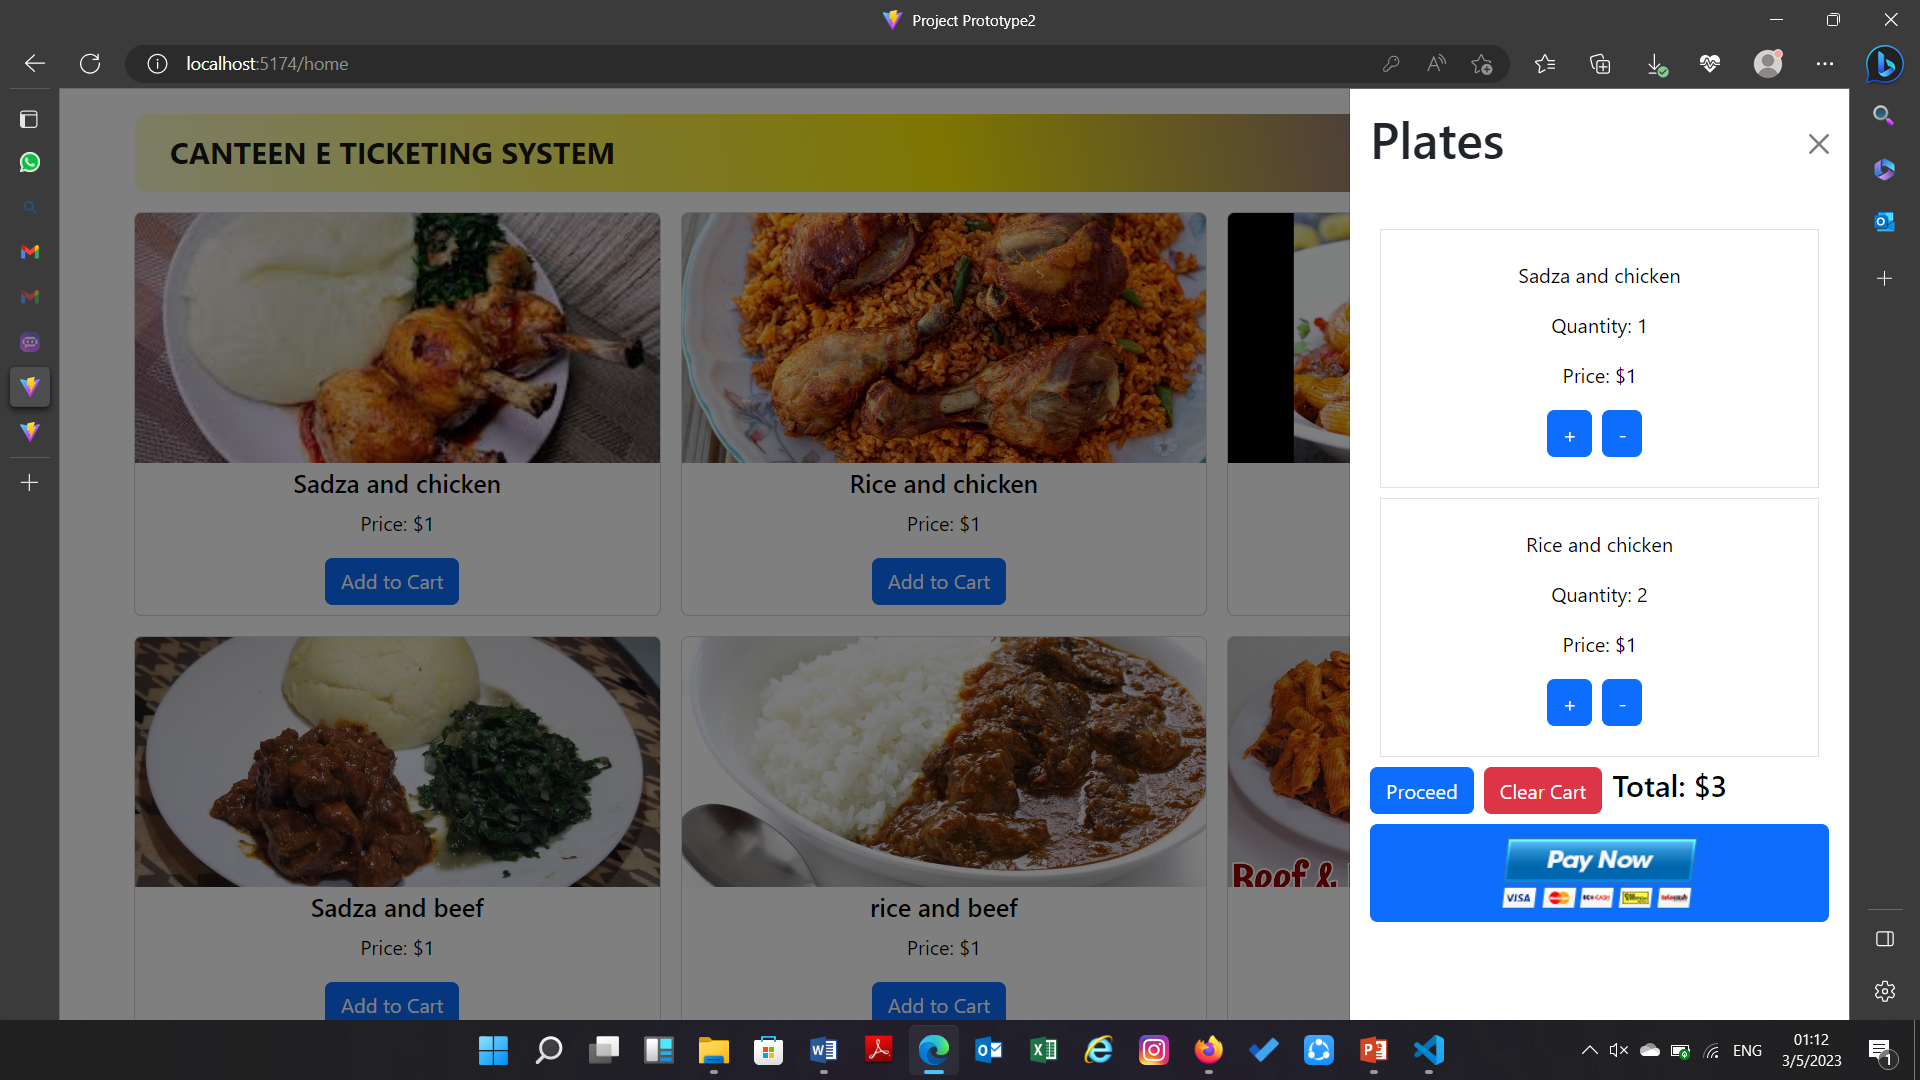 Project Prototype2
localhost:5174/home
CANTEEN E TICKETING SYSTEM
Sadza and chicken
Price: $1
Add to Cart
Rice and chicken
Price: $1
Add to Cart
Sadza and beef
Price: $1
Add to Cart
rice and beef
Price: $1
Add to Cart
Beef &
Plates
Sadza and chicken
Quantity: 1
Price: $1
+ -
Rice and chicken
Quantity: 2
Price: $1
+ -
Proceed Clear Cart Total: $3
Pay Now
VISA
ENG
01:12
3/5/2023
1